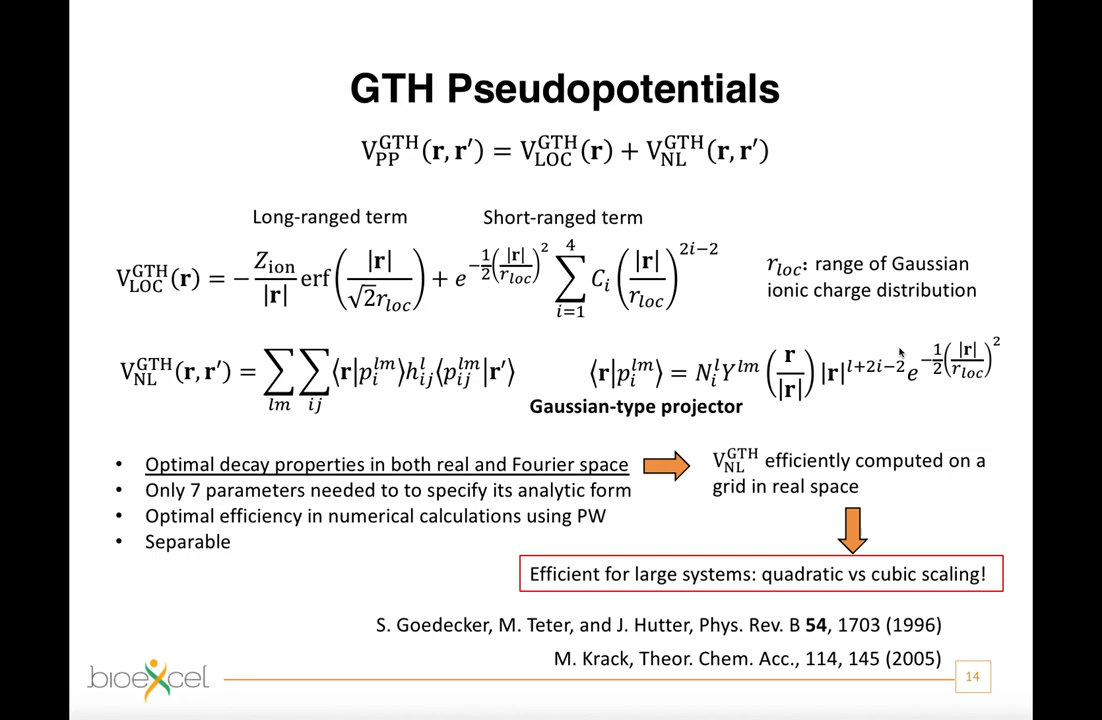 GTH Pseudopotentials
V_PP^GTH(𝐫, 𝐫′) = V_LOC^GTH(𝐫) + V_NL^GTH(𝐫, 𝐫′)
Long-ranged term Short-ranged term
V_LOC^GTH(𝐫) = −Z_ion/|𝐫| erf(|𝐫|/(√2 r_loc)) + e^(−1/2(|𝐫|/r_loc)^2) ∑_{i=1}^{4} C_i (|𝐫|/r_loc)^(2i−2)
r_loc: range of Gaussian
ionic charge distribution
V_NL^GTH(𝐫, 𝐫′) = ∑_{lm} ∑_{ij} ⟨𝐫|p_i^lm⟩ h_ij^l ⟨p_ij^lm|𝐫′⟩
⟨𝐫|p_i^lm⟩ = N_i^l Y^lm (𝐫/|𝐫|) |𝐫|^(l+2i−2) e^(−1/2(|𝐫|/r_loc)^2)
Gaussian-type projector
• Optimal decay properties in both real and Fourier space
• Only 7 parameters needed to to specify its analytic form
• Optimal efficiency in numerical calculations using PW
• Separable
V_NL^GTH efficiently computed on a
grid in real space
Efficient for large systems: quadratic vs cubic scaling!
S. Goedecker, M. Teter, and J. Hutter, Phys. Rev. B 54, 1703 (1996)
M. Krack, Theor. Chem. Acc., 114, 145 (2005)
bioexcel
14